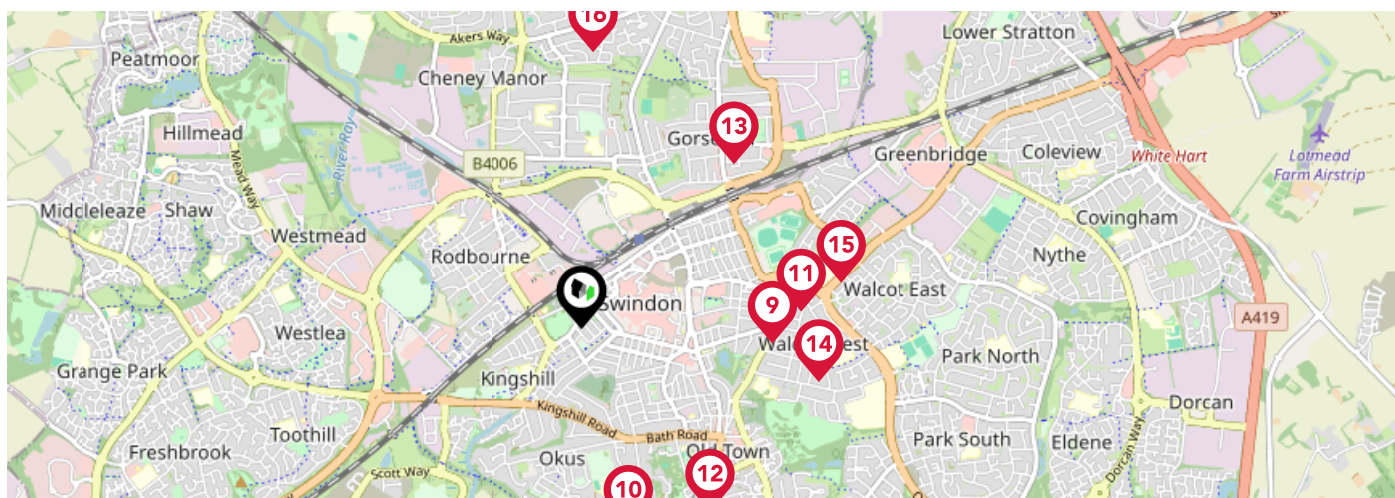 16
Akers Way
Lower Stratton
Peatmoor
Cheney Manor
13
Hillmead
River Ray
Gors
Greenbridge
Coleview
White Hart
Lotmead
Farm Airstrip
B4006
Mead Way
Midcleleaze
Shaw
Covingham
Westmead
Rodbourne
15
Nythe
11
Walcot East
9
Swindon
A419
Westlea
14
Park North
Grange Park
Kingshill
Kingshill Road
Dorcan
Toothill
Bath Road
Old Town
Park South
Eldene
Dorcan Way
Freshbrook
Okus
Scott Way
12
10